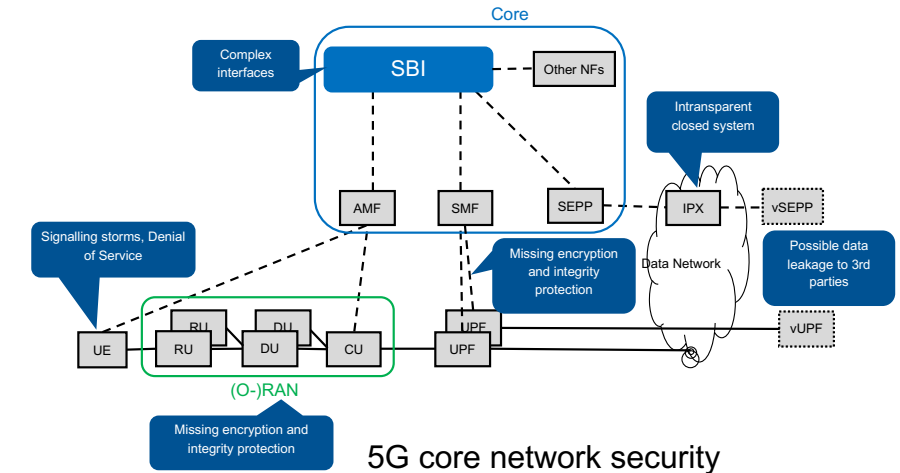 Core
Complex
interfaces
SBI
Other NFs
Intransparent
closed system
AMF
SMF
SEPP
IPX
vSEPP
Signalling storms, Denial
of Service
Missing encryption
and integrity
protection
Data Network
Possible data
leakage to 3rd
parties
RU
DU
UPF
vUPF
UE
RU
DU
CU
UPF
(O-)RAN
Missing encryption and
integrity protection
5G core network security